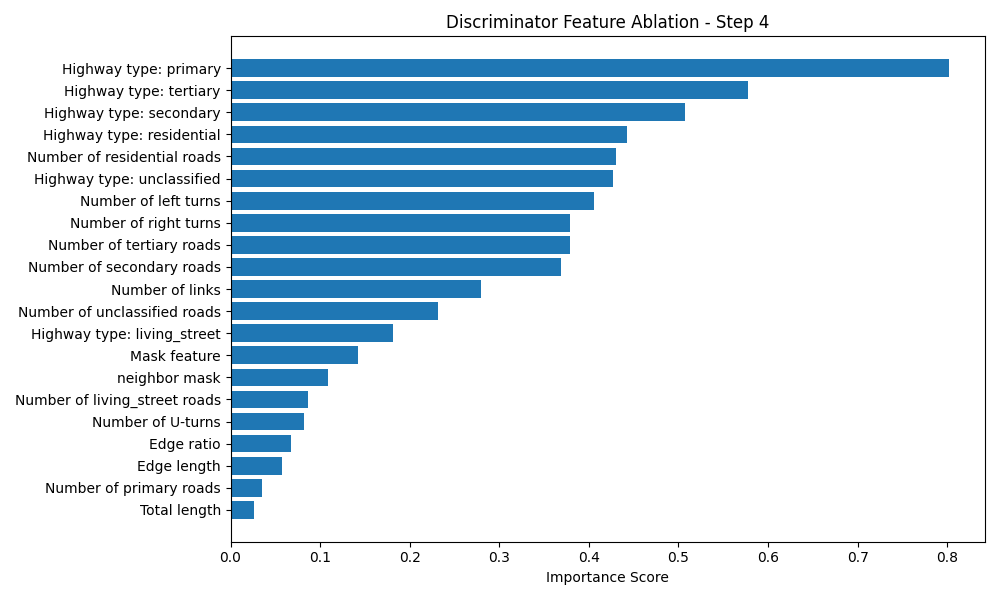 Discriminator Feature Ablation - Step 4
Highway type: primary
Highway type: tertiary
Highway type: secondary
Highway type: residential
Number of residential roads
Highway type: unclassified
Number of left turns
Number of right turns
Number of tertiary roads
Number of secondary roads
Number of links
Number of unclassified roads
Highway type: living_street
Mask feature
neighbor mask
Number of living_street roads
Number of U-turns
Edge ratio
Edge length
Number of primary roads
Total length
0.0 0.1 0.2 0.3 0.4 0.5 0.6 0.7 0.8
Importance Score